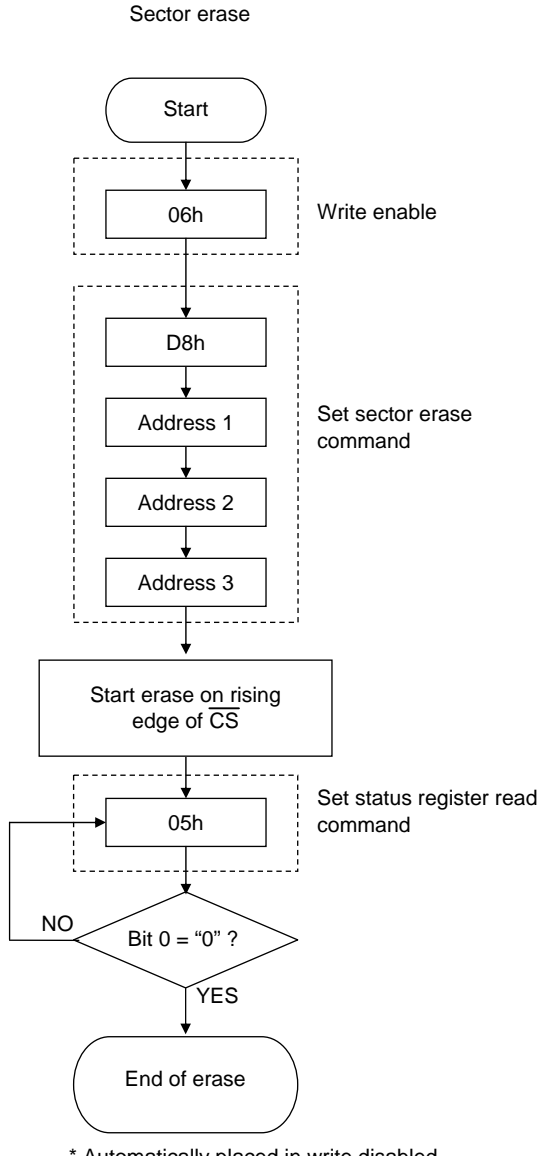 Sector erase
Start
06h
Write enable
D8h
Address 1
Set sector erase
command
Address 2
Address 3
Start erase on rising
edge of C̅S̅
Set status register read
05h
command
NO
Bit 0 = “0” ?
YES
End of erase
* Automatically placed in write disabled